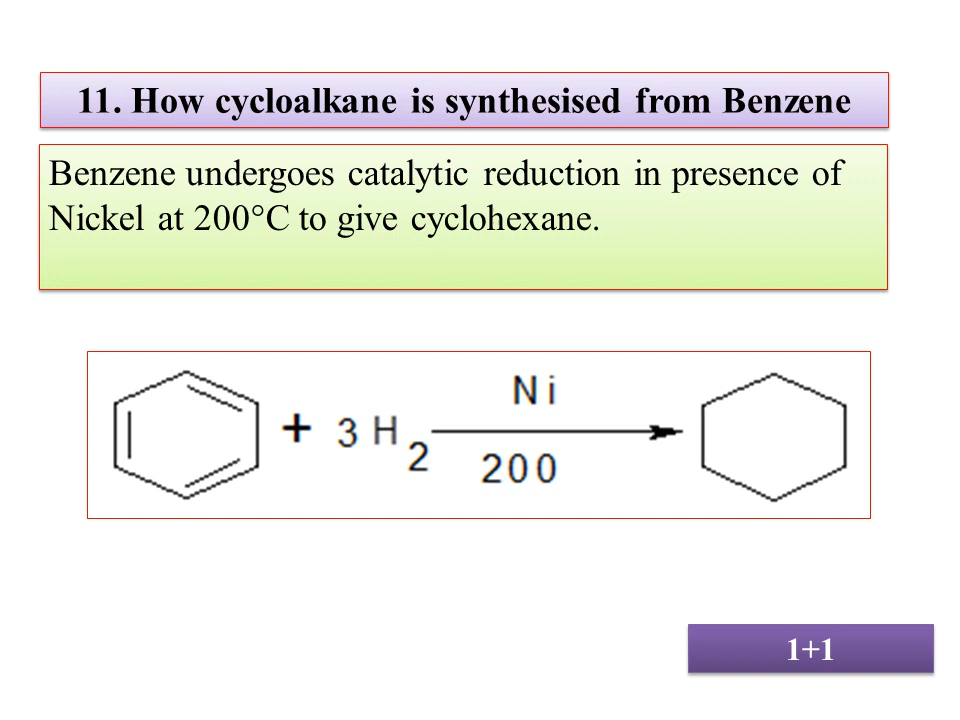 11. How cycloalkane is synthesised from Benzene
Benzene undergoes catalytic reduction in presence of
Nickel at 200°C to give cyclohexane.
Ni
+ 3 H2
200
1+1